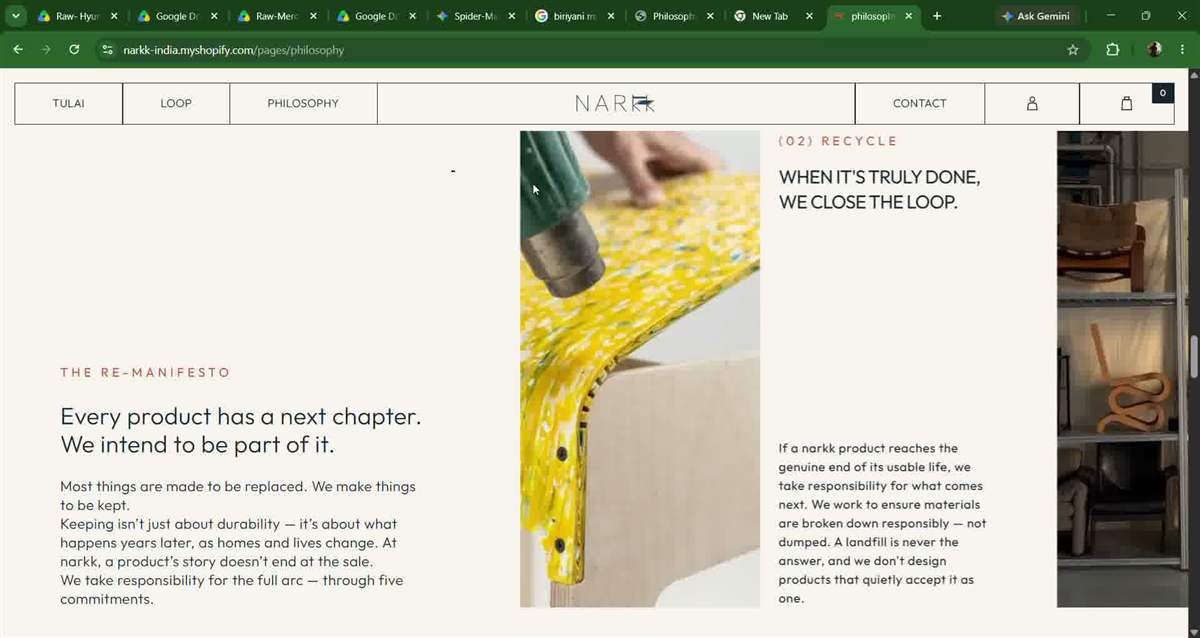 Raw- Hyun
Google Dr
Raw-Merc
Google Dr
Spider-Ma
biriyani m
Philosoph
New Tab
philosoph
Ask Gemini
narkk-india.myshopify.com/pages/philosophy
TULAI
LOOP
PHILOSOPHY
NARKK
CONTACT
0
THE RE-MANIFESTO
Every product has a next chapter.
We intend to be part of it.
Most things are made to be replaced. We make things
to be kept.
Keeping isn't just about durability — it's about what
happens years later, as homes and lives change. At
narkk, a product's story doesn't end at the sale.
We take responsibility for the full arc — through five
commitments.
(02) RECYCLE
WHEN IT'S TRULY DONE,
WE CLOSE THE LOOP.
If a narkk product reaches the
genuine end of its usable life, we
take responsibility for what comes
next. We work to ensure materials
are broken down responsibly — not
dumped. A landfill is never the
answer, and we don't design
products that quietly accept it as
one.